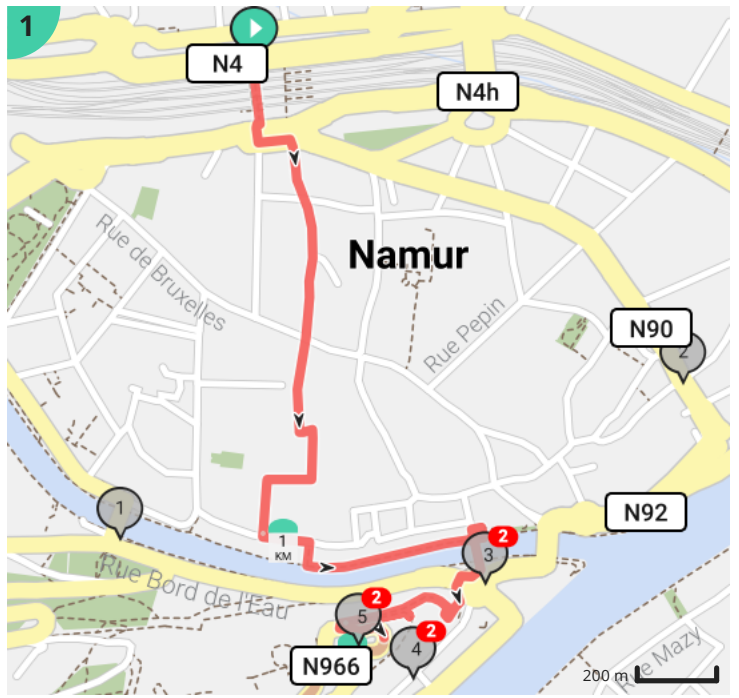 1
N4
N4h
Rue de Bruxelles
Namur
Rue Pepin
N90
2
1
N92
1
KM
2
3
Rue Bord de l'Eau
2
5
2
4
N966
Rue Mazy
200 m